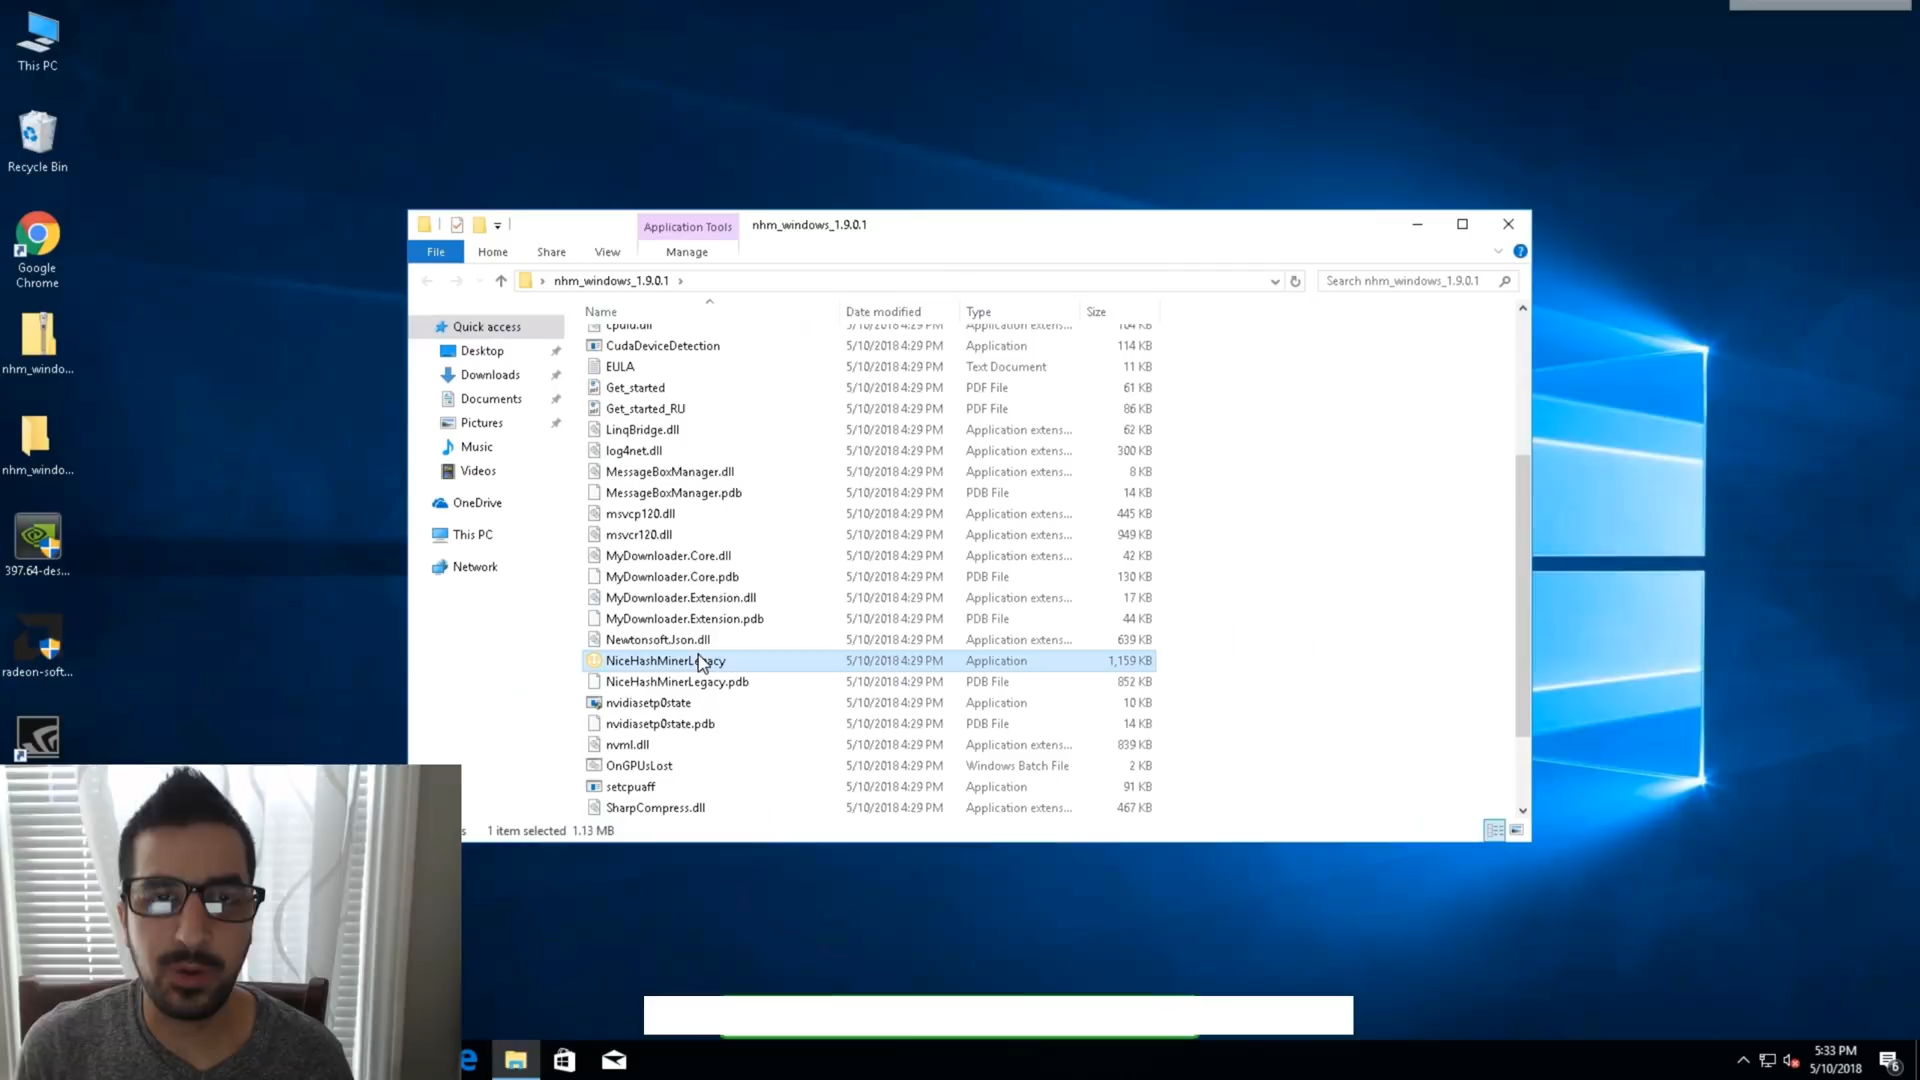 This PC
Recycle Bin
Google
Chrome
nhm_windo...
nhm_windo...
397.64-des...
radeon-soft...
Application Tools
nhm_windows_1.9.0.1
File
Home
Share
View
Manage
nhm_windows_1.9.0.1
Search nhm_windows_1.9.0.1
Quick access
Desktop
Downloads
Documents
Pictures
Music
Videos
OneDrive
This PC
Network
Name Date modified Type Size
cpuid.dll 5/10/2018 4:29 PM Application extens... 104 KB
CudaDeviceDetection 5/10/2018 4:29 PM Application 114 KB
EULA 5/10/2018 4:29 PM Text Document 11 KB
Get_started 5/10/2018 4:29 PM PDF File 61 KB
Get_started_RU 5/10/2018 4:29 PM PDF File 86 KB
LinqBridge.dll 5/10/2018 4:29 PM Application extens... 62 KB
log4net.dll 5/10/2018 4:29 PM Application extens... 300 KB
MessageBoxManager.dll 5/10/2018 4:29 PM Application extens... 8 KB
MessageBoxManager.pdb 5/10/2018 4:29 PM PDB File 14 KB
msvcp120.dll 5/10/2018 4:29 PM Application extens... 445 KB
msvcr120.dll 5/10/2018 4:29 PM Application extens... 949 KB
MyDownloader.Core.dll 5/10/2018 4:29 PM Application extens... 42 KB
MyDownloader.Core.pdb 5/10/2018 4:29 PM PDB File 130 KB
MyDownloader.Extension.dll 5/10/2018 4:29 PM Application extens... 17 KB
MyDownloader.Extension.pdb 5/10/2018 4:29 PM PDB File 44 KB
Newtonsoft.Json.dll 5/10/2018 4:29 PM Application extens... 639 KB
NiceHashMinerLegacy 5/10/2018 4:29 PM Application 1,159 KB
NiceHashMinerLegacy.pdb 5/10/2018 4:29 PM PDB File 852 KB
nvidiasetp0state 5/10/2018 4:29 PM Application 10 KB
nvidiasetp0state.pdb 5/10/2018 4:29 PM PDB File 14 KB
nvml.dll 5/10/2018 4:29 PM Application extens... 839 KB
OnGPUsLost 5/10/2018 4:29 PM Windows Batch File 2 KB
setcpuaff 5/10/2018 4:29 PM Application 91 KB
SharpCompress.dll 5/10/2018 4:29 PM Application extens... 467 KB
s 1 item selected 1.13 MB
5:33 PM
5/10/2018
6